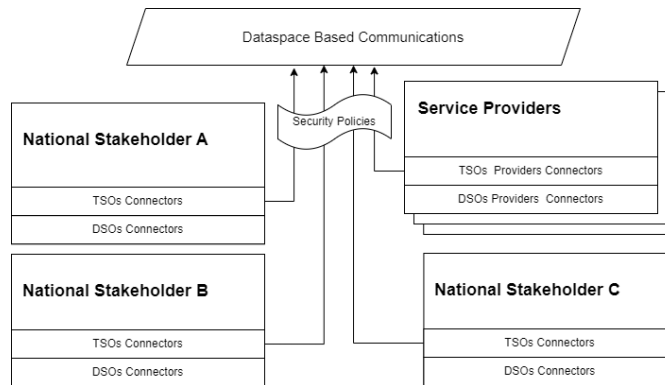 Dataspace Based Communications
Security Policies
National Stakeholder A
TSOs Connectors
DSOs Connectors
Service Providers
TSOs Providers Connectors
DSOs Providers Connectors
National Stakeholder B
TSOs Connectors
DSOs Connectors
National Stakeholder C
TSOs Connectors
DSOs Connectors